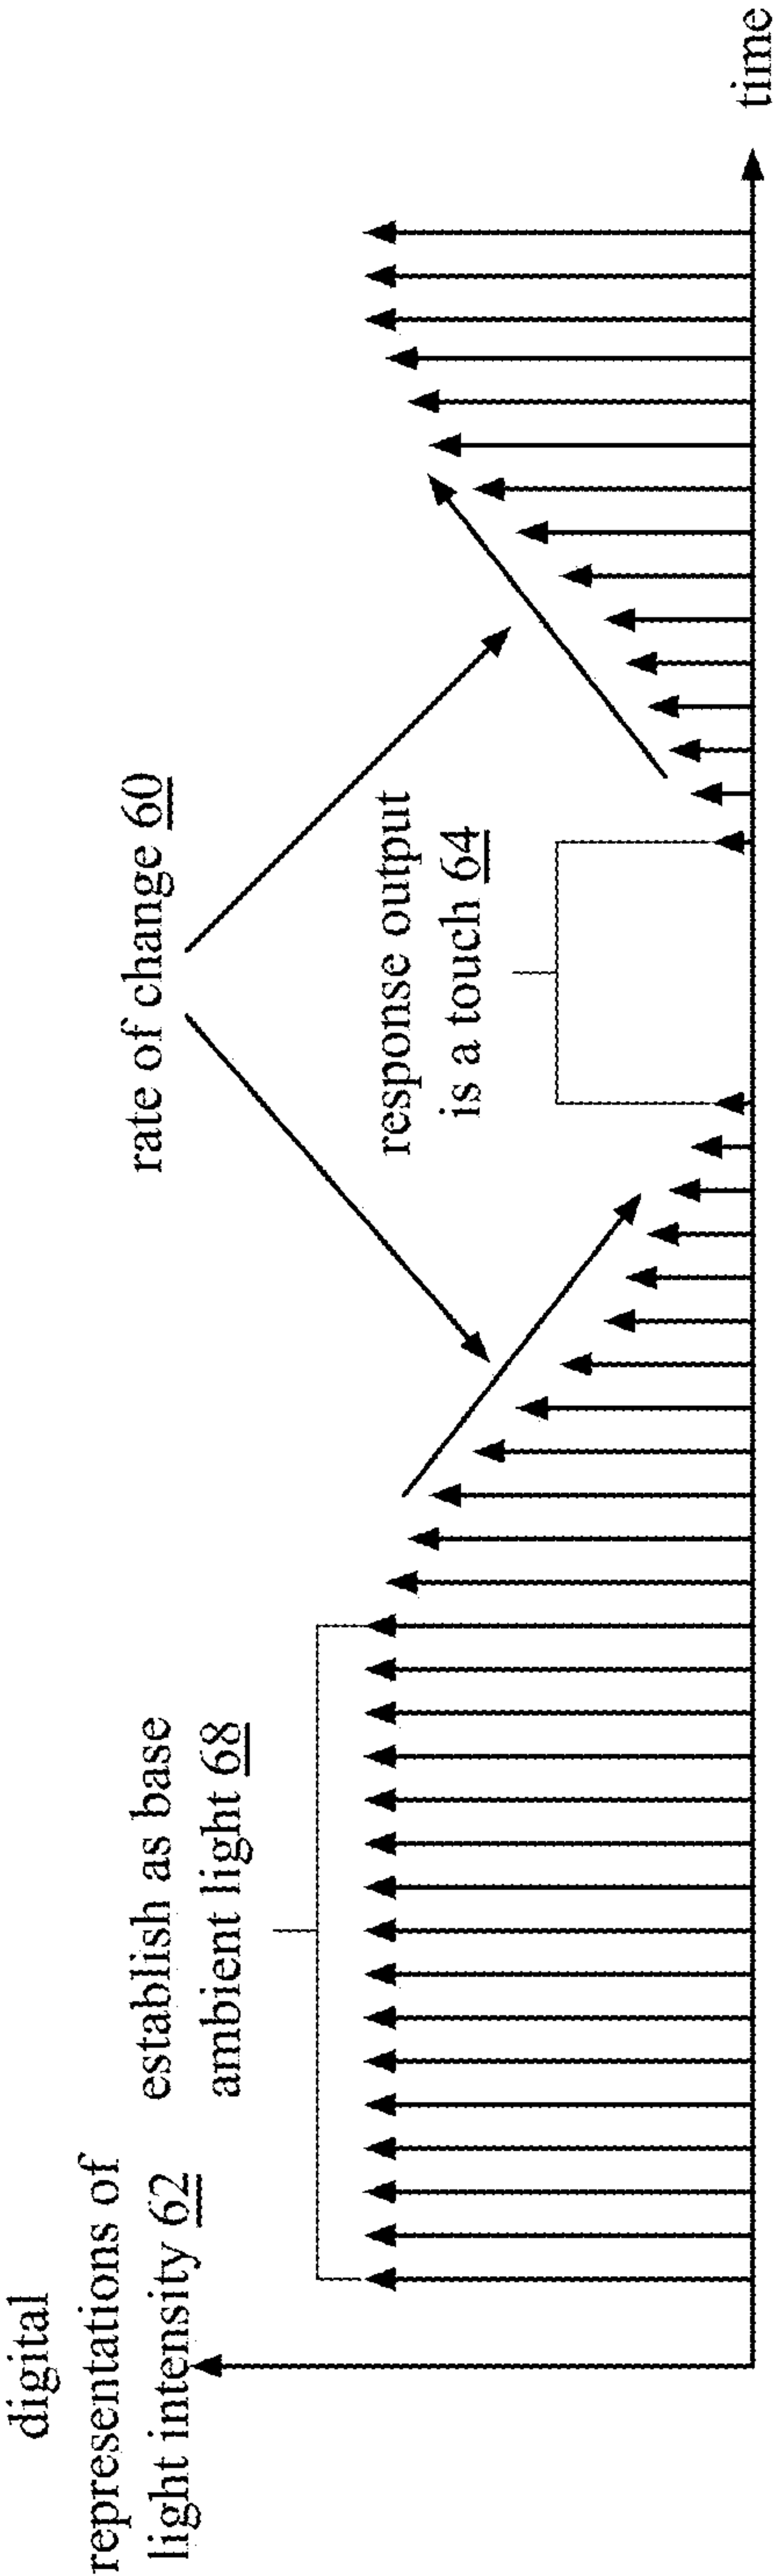 digital
representations of
light intensity 62
establish as base
ambient light 68
rate of change 60
response output
is a touch 64
time